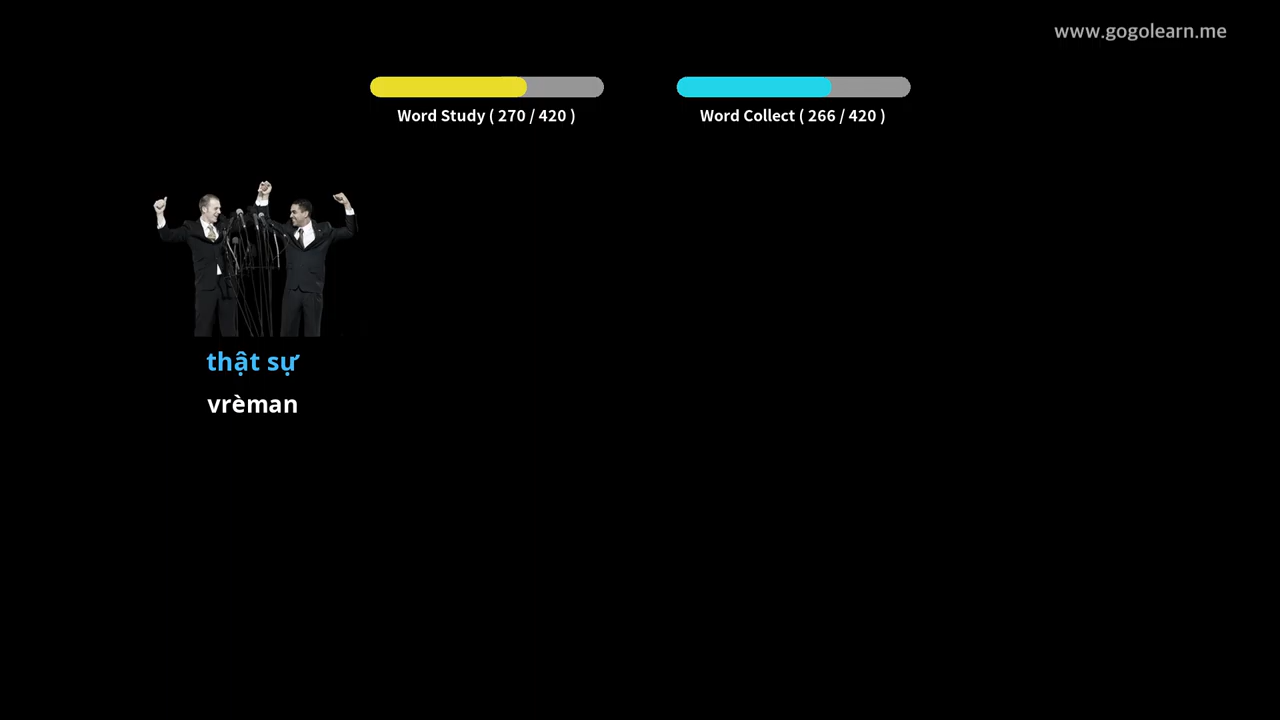 www.gogolearn.me
Word Study ( 270 / 420 )
Word Collect ( 266 / 420 )
thật sự
vrèman